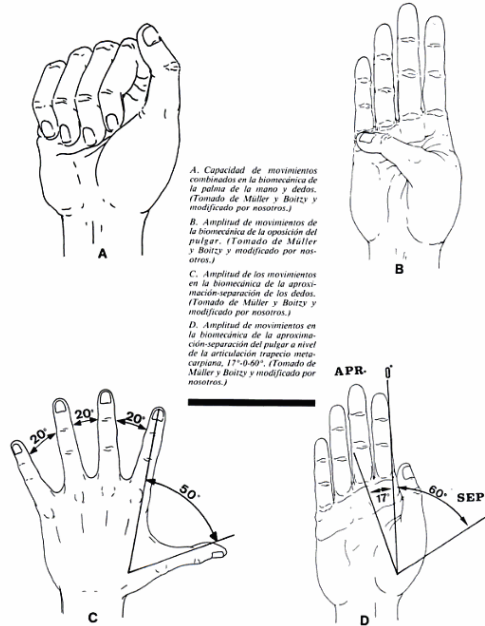 A. Capacidad de movimientos
combinados en la biomecánica de
la palma de la mano y dedos.
(Tomado de Müller y Boitzy y
modificado por nosotros.)
B. Amplitud de movimientos de
la biomecánica de la oposición del
pulgar. (Tomado de Müller
y Boitzy y modificado por nos-
otros.)
C. Amplitud de los movimientos
en la biomecánica de la aproxi-
mación-separación de los dedos.
(Tomado de Müller y Boitzy y
modificado por nosotros.)
D. Amplitud de movimientos en
la biomecánica de la aproxima-
ción-separación del pulgar a nivel
de la articulación trapecio meta-
carpiana, 17°-0-60°. (Tomado de
Müller y Boitzy y modificado por
nosotros.)
A
B
20°
20°
20°
50°
C
APR.
0°
17°
60°
SEP
D